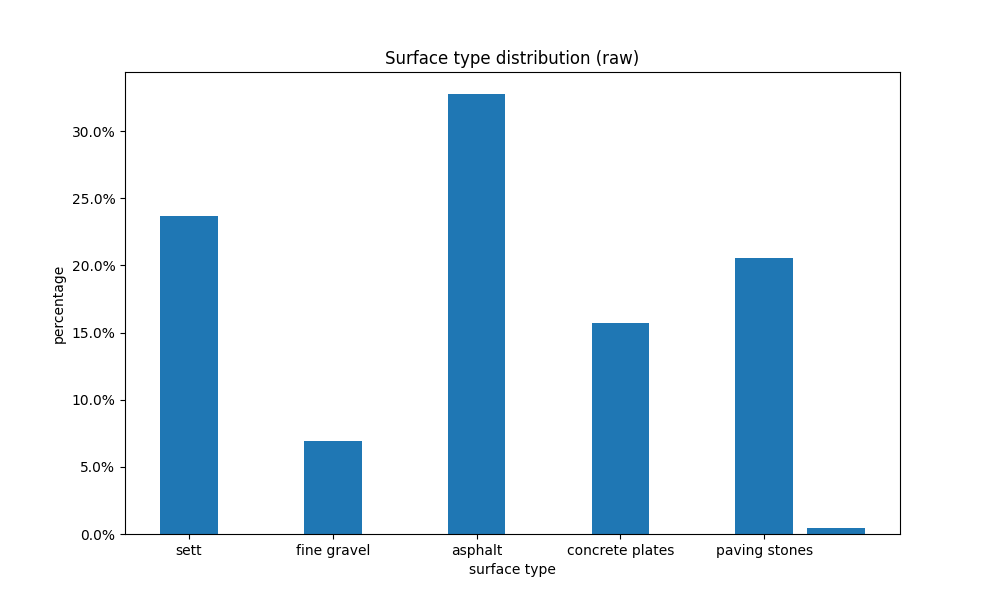 Surface type distribution (raw)
30.0%
25.0%
20.0%
15.0%
10.0%
5.0%
0.0%
percentage
sett
fine gravel
asphalt
concrete plates
paving stones
surface type